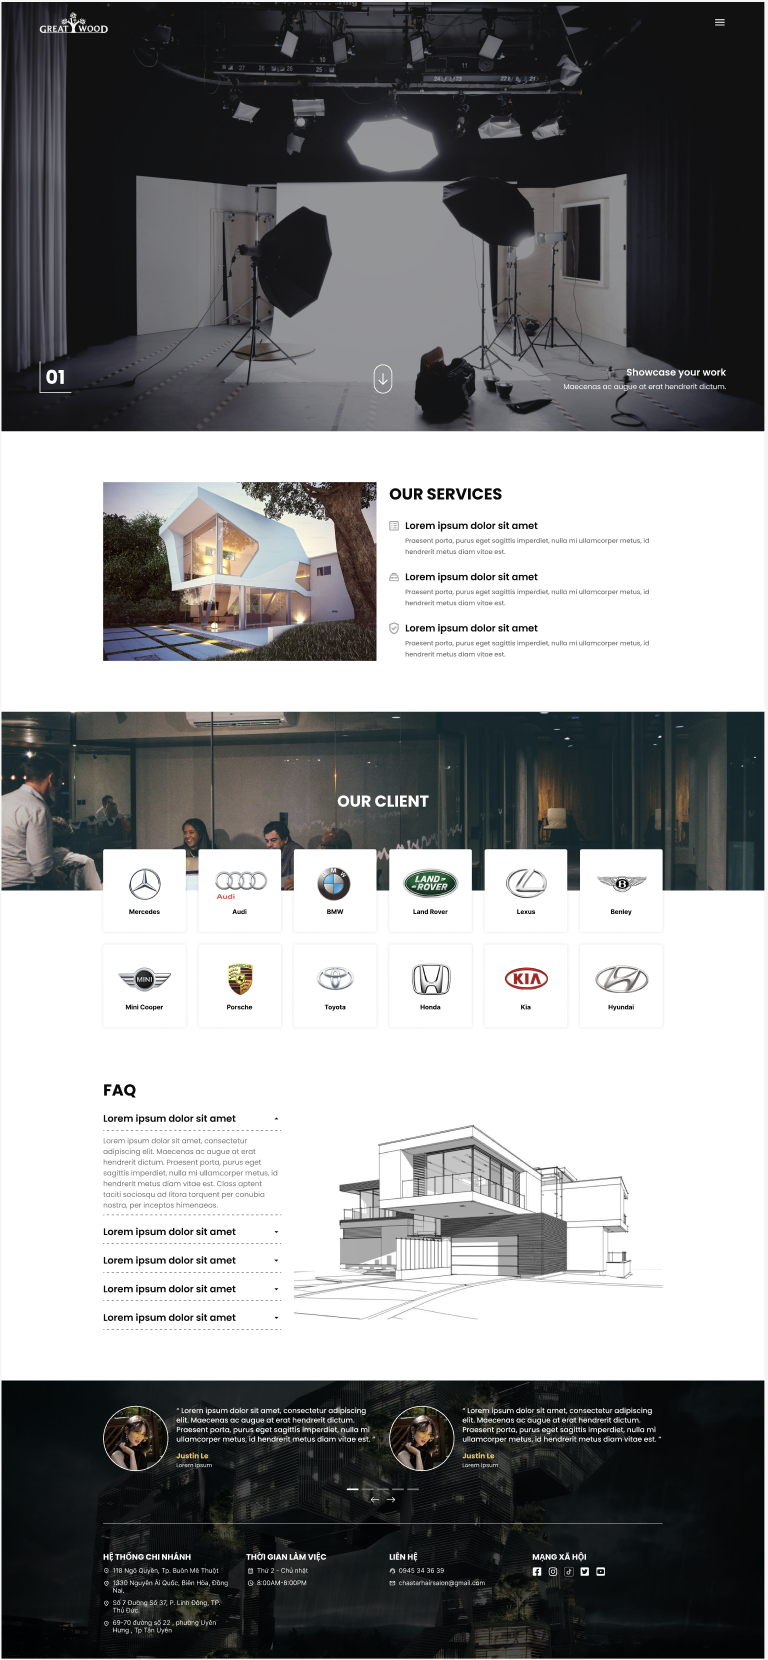 GREAT WOOD
01
Showcase your work
Maecenas ac augue at erat hendrerit dictum.
OUR SERVICES
Lorem ipsum dolor sit amet
Praesent porta, purus eget sagittis imperdiet, nulla mi ullamcorper metus, id
hendrerit metus diam vitae est.
Lorem ipsum dolor sit amet
Praesent porta, purus eget sagittis imperdiet, nulla mi ullamcorper metus, id
hendrerit metus diam vitae est.
Lorem ipsum dolor sit amet
Praesent porta, purus eget sagittis imperdiet, nulla mi ullamcorper metus, id
hendrerit metus diam vitae est.
OUR CLIENT
Audi
LAND ROVER
Mercedes
Audi
BMW
Land Rover
Lexus
Benley
MINI
KIA
Mini Cooper
Porsche
Toyota
Honda
Kia
Hyundai
FAQ
Lorem ipsum dolor sit amet
Lorem ipsum dolor sit amet, consectetur
adipiscing elit. Maecenas ac augue at erat
hendrerit dictum. Praesent porta, purus eget
sagittis imperdiet, nulla mi ullamcorper metus, id
hendrerit metus diam vitae est. Class aptent
taciti sociosqu ad litora torquent per conubia
nostra, per inceptos himenaeos.
Lorem ipsum dolor sit amet
Lorem ipsum dolor sit amet
Lorem ipsum dolor sit amet
Lorem ipsum dolor sit amet
“ Lorem ipsum dolor sit amet, consectetur adipiscing
elit. Maecenas ac augue at erat hendrerit dictum.
Praesent porta, purus eget sagittis imperdiet, nulla mi
ullamcorper metus, id hendrerit metus diam vitae est. “
Justin Le
Lorem ipsum
“ Lorem ipsum dolor sit amet, consectetur adipiscing
elit. Maecenas ac augue at erat hendrerit dictum.
Praesent porta, purus eget sagittis imperdiet, nulla mi
ullamcorper metus, id hendrerit metus diam vitae est. “
Justin Le
Lorem ipsum
HỆ THỐNG CHI NHÁNH
118 Ngô Quyền, Tp. Buôn Mê Thuột
1330 Nguyễn Ái Quốc, Biên Hòa, Đồng
Nai,
Số 7 Đường Số 37, P. Linh Đông, TP.
Thủ Đức.
69-70 đường số 22 , phường Uyên
Hưng , Tp Tân Uyên
THỜI GIAN LÀM VIỆC
Thứ 2 - Chủ nhật
8:00AM-8:00PM
LIÊN HỆ
0945 34 36 39
chastarhairsalon@gmail.com
MẠNG XÃ HỘI